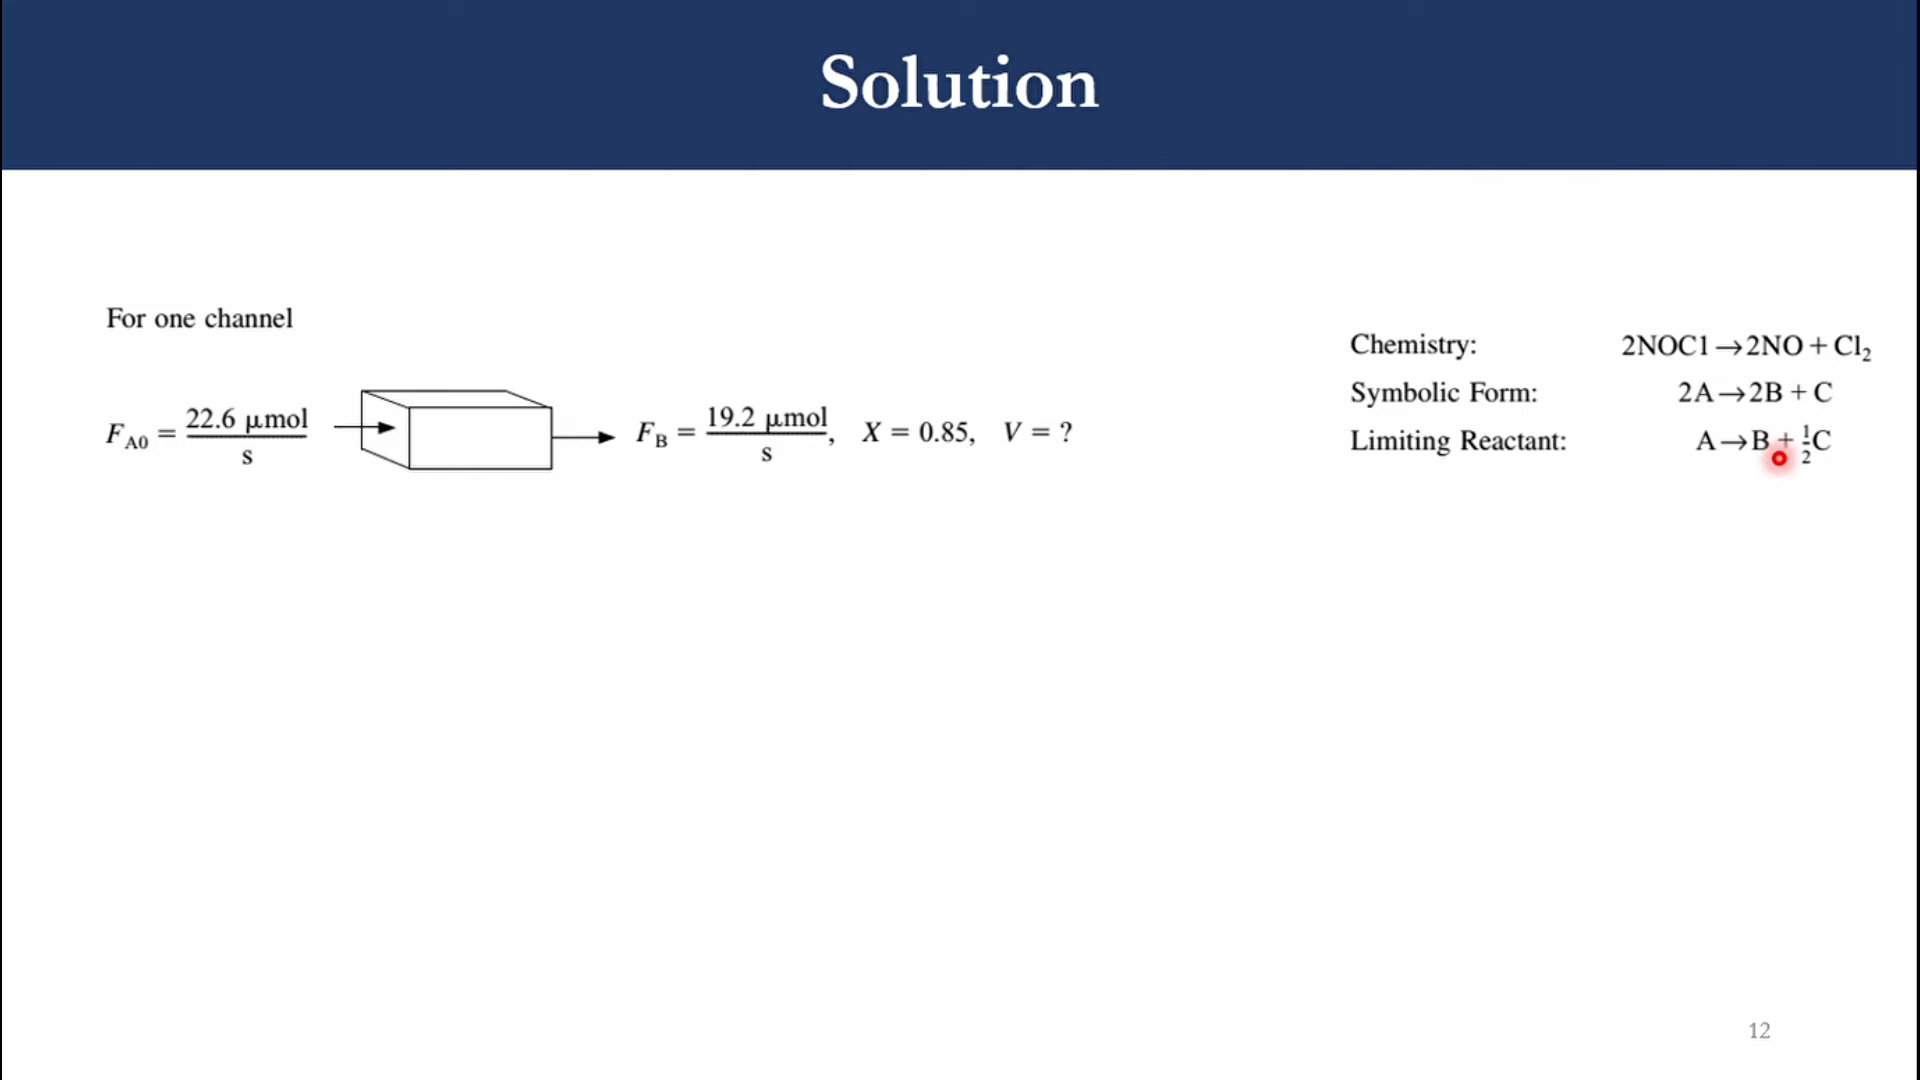 Solution
For one channel
F_A0 = 22.6 μmol/s
F_B = 19.2 μmol/s, X = 0.85, V = ?
Chemistry: 2NOCl→2NO + Cl₂
Symbolic Form: 2A→2B + C
Limiting Reactant: A→B + ½C
12